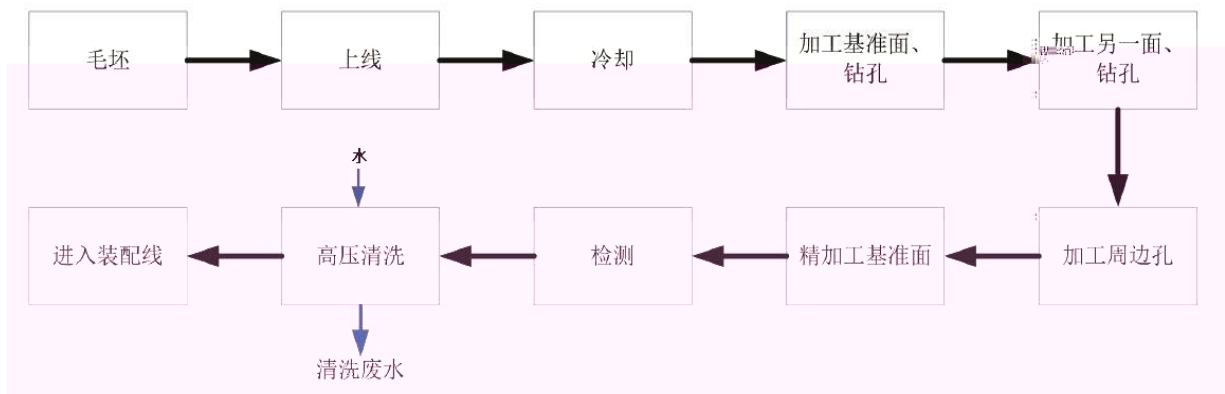 毛坯
上线
冷却
加工基准面、
钻孔
加工另一面、
钻孔
水
进入装配线
高压清洗
检测
精加工基准面
加工周边孔
清洗废水